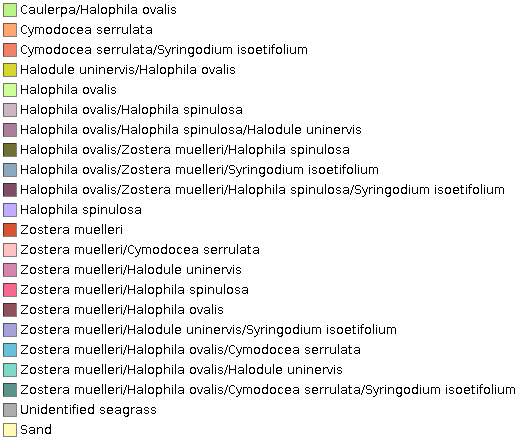 Caulerpa/Halophila ovalis
Cymodocea serrulata
Cymodocea serrulata/Syringodium isoetifolium
Halodule uninervis/Halophila ovalis
Halophila ovalis
Halophila ovalis/Halophila spinulosa
Halophila ovalis/Halophila spinulosa/Halodule uninervis
Halophila ovalis/Zostera muelleri/Halophila spinulosa
Halophila ovalis/Zostera muelleri/Syringodium isoetifolium
Halophila ovalis/Zostera muelleri/Halophila spinulosa/Syringodium isoetifolium
Halophila spinulosa
Zostera muelleri
Zostera muelleri/Cymodocea serrulata
Zostera muelleri/Halodule uninervis
Zostera muelleri/Halophila spinulosa
Zostera muelleri/Halophila ovalis
Zostera muelleri/Halodule uninervis/Syringodium isoetifolium
Zostera muelleri/Halophila ovalis/Cymodocea serrulata
Zostera muelleri/Halophila ovalis/Halodule uninervis
Zostera muelleri/Halophila ovalis/Cymodocea serrulata/Syringodium isoetifolium
Unidentified seagrass
Sand